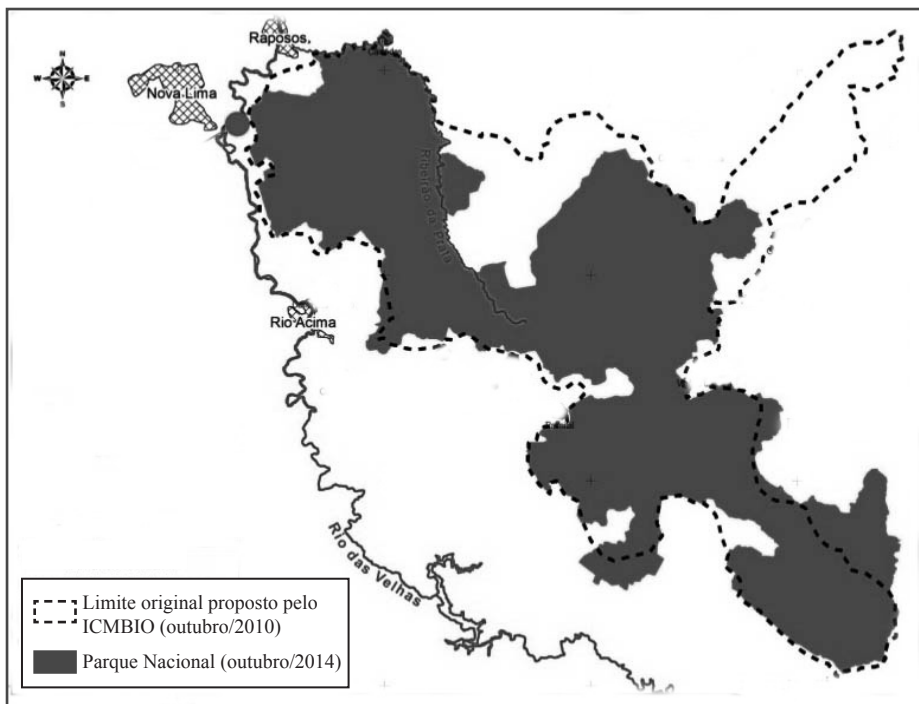 Raposos,
N
W E
S
Nova Lima
Ribeirão da Prata
Rio Acima
Rio das Velhas
Limite original proposto pelo
ICMBIO (outubro/2010)
Parque Nacional (outubro/2014)